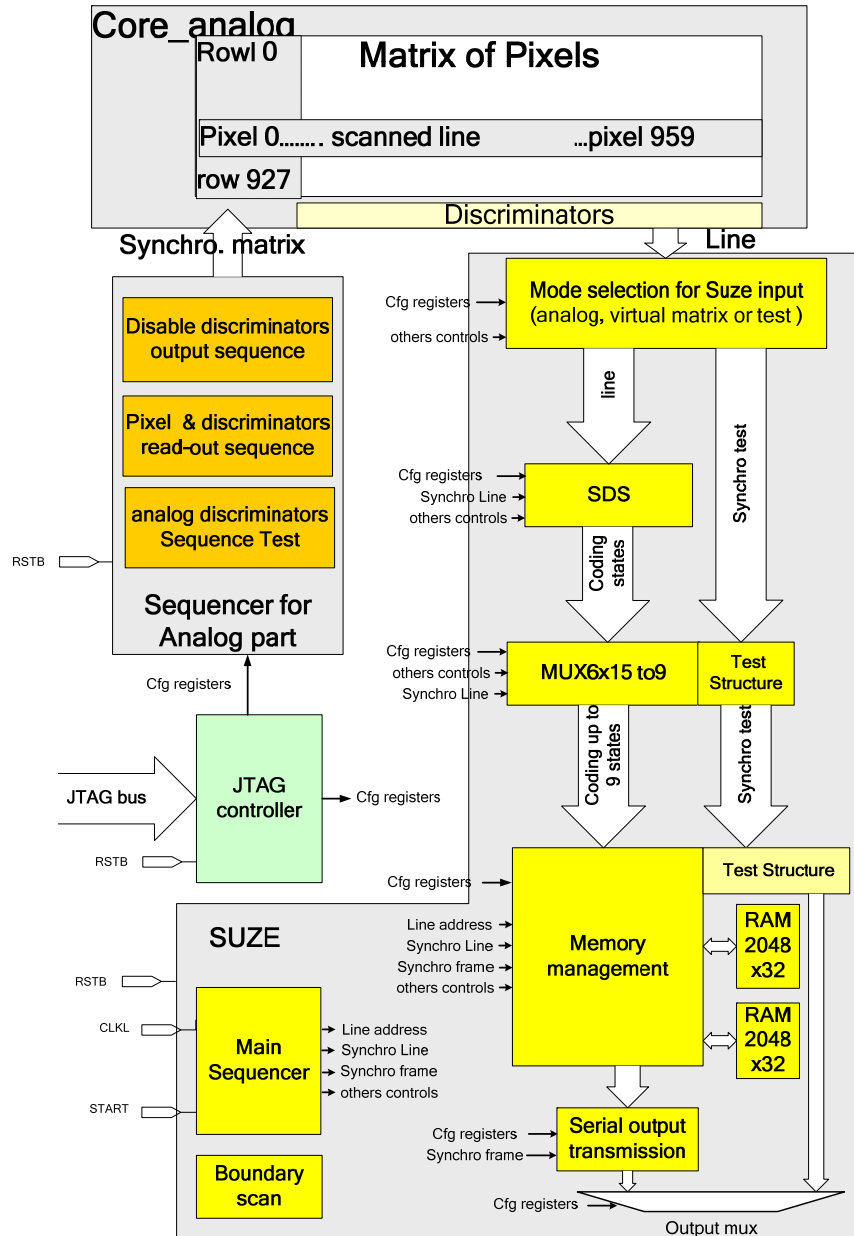 Core_analog
Rowl 0
Matrix of Pixels
Pixel 0........ scanned line ...pixel 959
row 927
Discriminators
Synchro. matrix
Line
Disable discriminators
output sequence
Pixel & discriminators
read-out sequence
analog discriminators
Sequence Test
RSTB
Sequencer for
Analog part
Cfg registers
JTAG bus
JTAG
controller
Cfg registers
RSTB
Mode selection for Suze input
(analog, virtual matrix or test )
Cfg registers
others controls
line
Synchro test
Cfg registers
Synchro Line
others controls
SDS
Coding
states
Cfg registers
others controls
Synchro Line
MUX6x15 to9
Test
Structure
Coding up to
9 states
Synchro test
Cfg registers
Line address
Synchro Line
Synchro frame
others controls
Memory
management
Test Structure
RAM
2048
x32
RAM
2048
x32
SUZE
RSTB
CLKL
START
Main
Sequencer
Line address
Synchro Line
Synchro frame
others controls
Boundary
scan
Cfg registers
Synchro frame
Serial output
transmission
Cfg registers
Output mux